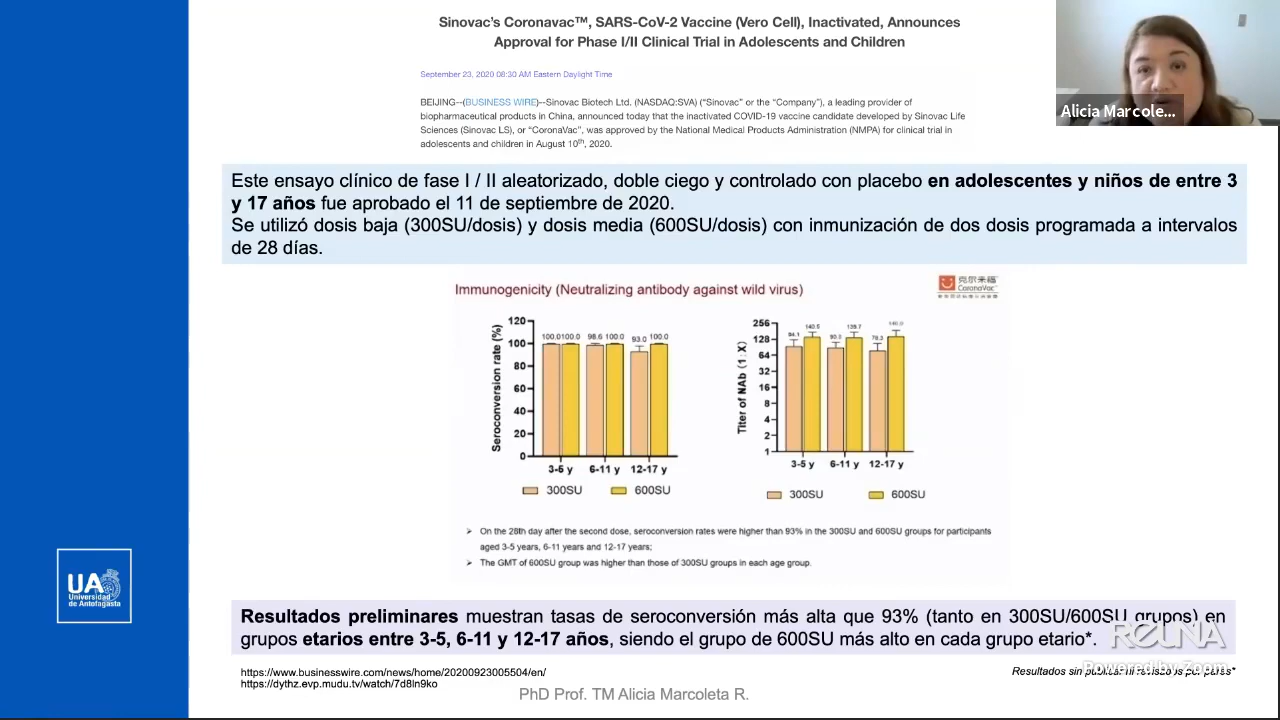 Sinovac's Coronavac™, SARS-CoV-2 Vaccine (Vero Cell), Inactivated, Announces
Approval for Phase I/II Clinical Trial in Adolescents and Children
September 23, 2020 08:30 AM Eastern Daylight Time
BEIJING--(BUSINESS WIRE)--Sinovac Biotech Ltd. (NASDAQ:SVA) ("Sinovac" or the "Company"), a leading provider of
biopharmaceutical products in China, announced today that the inactivated COVID-19 vaccine candidate developed by Sinovac Life
Sciences (Sinovac LS), or "CoronaVac", was approved by the National Medical Products Administration (NMPA) for clinical trial in
adolescents and children in August 10th, 2020.
Alicia Marcole...
Este ensayo clínico de fase I / II aleatorizado, doble ciego y controlado con placebo en adolescentes y niños de entre 3
y 17 años fue aprobado el 11 de septiembre de 2020.
Se utilizó dosis baja (300SU/dosis) y dosis media (600SU/dosis) con inmunización de dos dosis programada a intervalos
de 28 días.
Immunogenicity (Neutralizing antibody against wild virus)
克尔来福
CoronaVac
Seroconversion rate (%)
120
100
80
60
40
20
0
100.0 100.0 98.6 100.0 93.0 100.0
3-5 y 6-11 y 12-17 y
300SU 600SU
Titer of NAb (1:X)
256
128
64
32
16
8
4
2
1
3-5 y 6-11 y 12-17 y
300SU 600SU
➢ On the 28th day after the second dose, seroconversion rates were higher than 93% in the 300SU and 600SU groups for participants
aged 3-5 years, 6-11 years and 12-17 years;
➢ The GMT of 600SU group was higher than those of 300SU groups in each age group.
Resultados preliminares muestran tasas de seroconversión más alta que 93% (tanto en 300SU/600SU grupos) en
grupos etarios entre 3-5, 6-11 y 12-17 años, siendo el grupo de 600SU más alto en cada grupo etario*.
REUNA
Powered by Zoom
https://www.businesswire.com/news/home/20200923005504/en/
https://dythz.evp.mudu.tv/watch/7d8ln9ko
Resultados sin publicar ni revisados por pares*
PhD Prof. TM Alicia Marcoleta R.
UA
Universidad
de Antofagasta